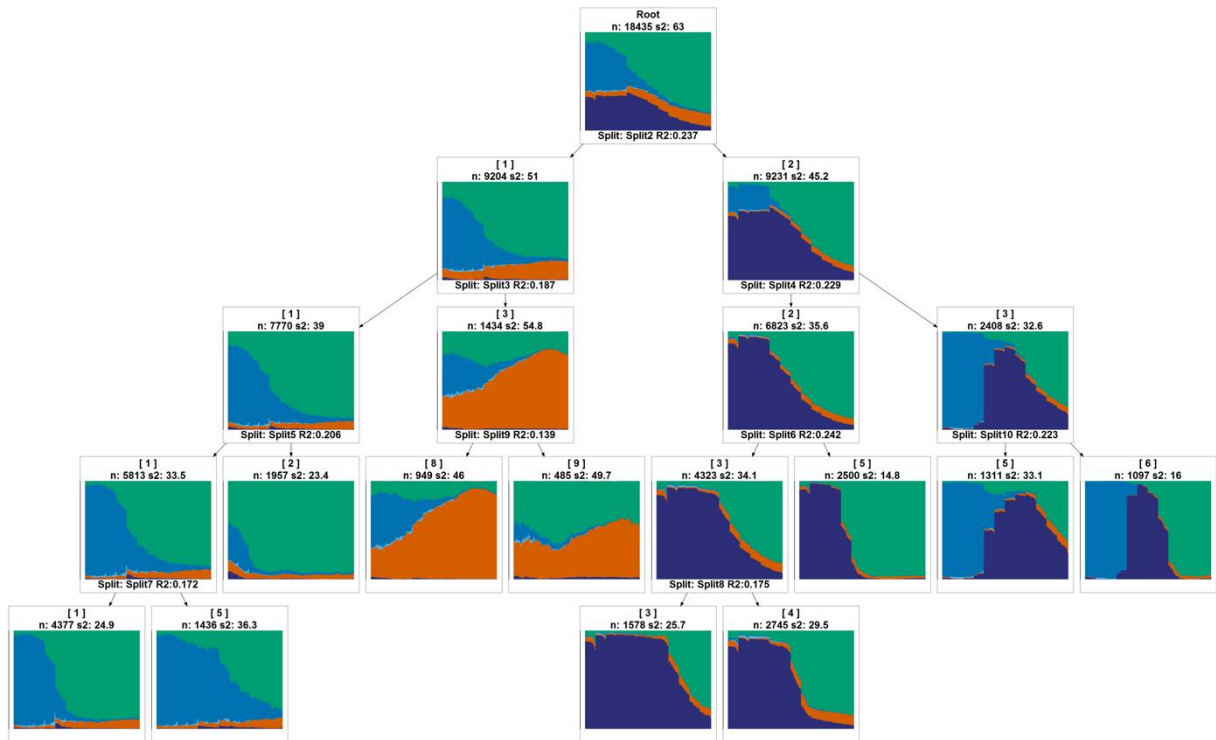 Root
n: 18435 s2: 63
Split: Split2 R2:0.237
[ 1 ]
n: 9204 s2: 51
Split: Split3 R2:0.187
[ 2 ]
n: 9231 s2: 45.2
Split: Split4 R2:0.229
[ 1 ]
n: 7770 s2: 39
Split: Split5 R2:0.206
[ 3 ]
n: 1434 s2: 54.8
Split: Split9 R2:0.139
[ 2 ]
n: 6823 s2: 35.6
Split: Split6 R2:0.242
[ 3 ]
n: 2408 s2: 32.6
Split: Split10 R2:0.223
[ 1 ]
n: 5813 s2: 33.5
Split: Split7 R2:0.172
[ 2 ]
n: 1957 s2: 23.4
[ 8 ]
n: 949 s2: 46
[ 9 ]
n: 485 s2: 49.7
[ 3 ]
n: 4323 s2: 34.1
Split: Split8 R2:0.175
[ 5 ]
n: 2500 s2: 14.8
[ 5 ]
n: 1311 s2: 33.1
[ 6 ]
n: 1097 s2: 16
[ 1 ]
n: 4377 s2: 24.9
[ 5 ]
n: 1436 s2: 36.3
[ 3 ]
n: 1578 s2: 25.7
[ 4 ]
n: 2745 s2: 29.5